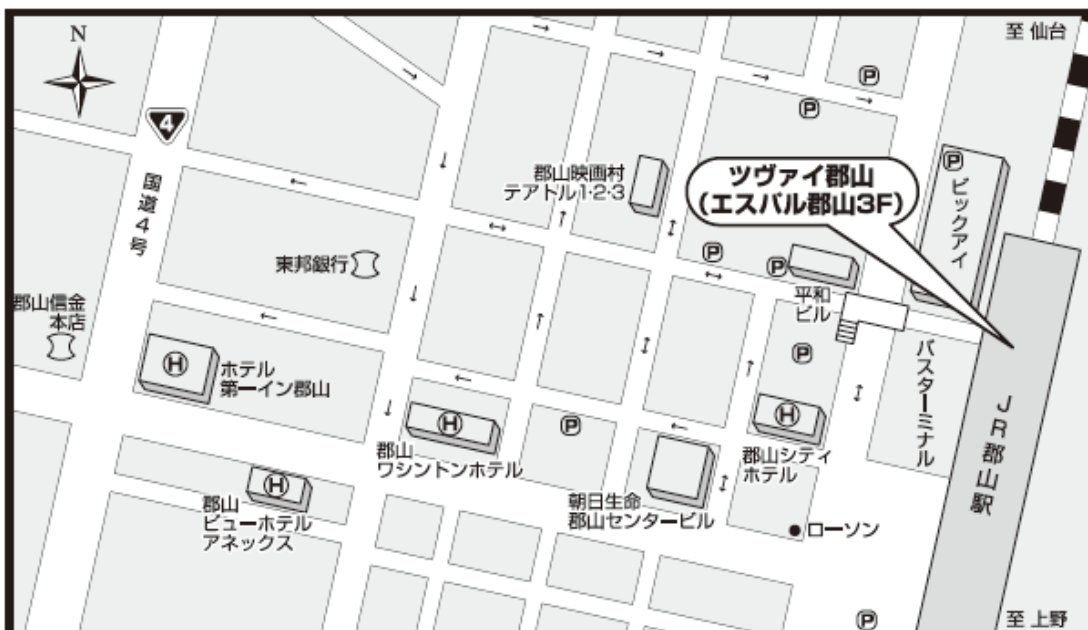 至 仙台
N
4
国道4号
P
P
P
郡山映画村
テアトル1・2・3
ツヴァイ郡山
(エスパル郡山3F)
ビックアイ
東邦銀行
P
P
平和
ビル
郡山信金
本店
H
ホテル
第一イン郡山
P
バスターミナル
JR郡山駅
H
郡山
ワシントンホテル
P
H
郡山シティ
ホテル
H
郡山
ビューホテル
アネックス
朝日生命
郡山センタービル
ローソン
P
至 上野